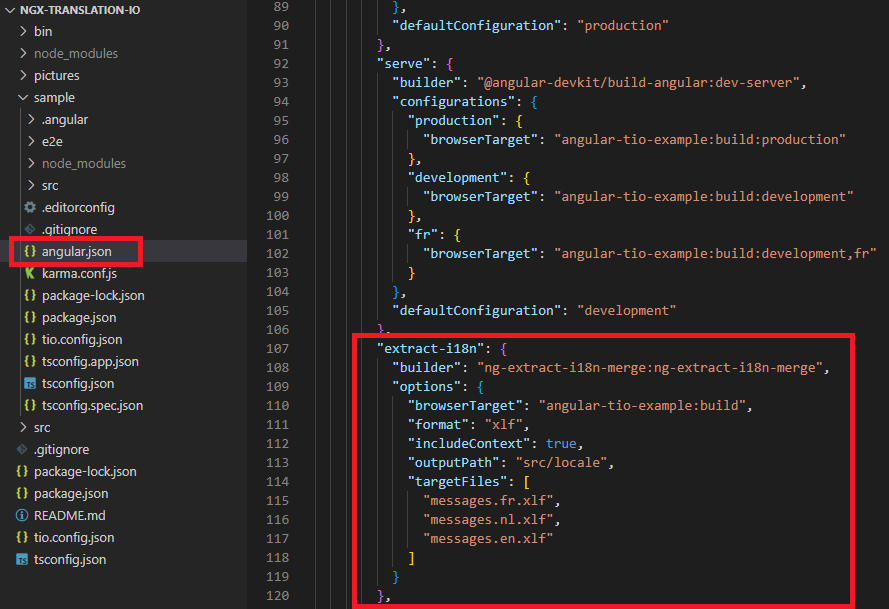 NGX-TRANSLATION-IO
bin
node_modules
pictures
sample
.angular
e2e
node_modules
src
.editorconfig
.gitignore
{} angular.json
karma.conf.js
{} package-lock.json
{} package.json
{} tio.config.json
{} tsconfig.app.json
TS tsconfig.json
{} tsconfig.spec.json
src
.gitignore
{} package-lock.json
{} package.json
README.md
{} tio.config.json
TS tsconfig.json
89 },
90 "defaultConfiguration": "production"
91 },
92 "serve": {
93 "builder": "@angular-devkit/build-angular:dev-server",
94 "configurations": {
95 "production": {
96 "browserTarget": "angular-tio-example:build:production"
97 },
98 "development": {
99 "browserTarget": "angular-tio-example:build:development"
100 },
101 "fr": {
102 "browserTarget": "angular-tio-example:build:development,fr"
103 }
104 },
105 "defaultConfiguration": "development"
106 },
107 "extract-i18n": {
108 "builder": "ng-extract-i18n-merge:ng-extract-i18n-merge",
109 "options": {
110 "browserTarget": "angular-tio-example:build",
111 "format": "xlf",
112 "includeContext": true,
113 "outputPath": "src/locale",
114 "targetFiles": [
115 "messages.fr.xlf",
116 "messages.nl.xlf",
117 "messages.en.xlf"
118 ]
119 }
120 },